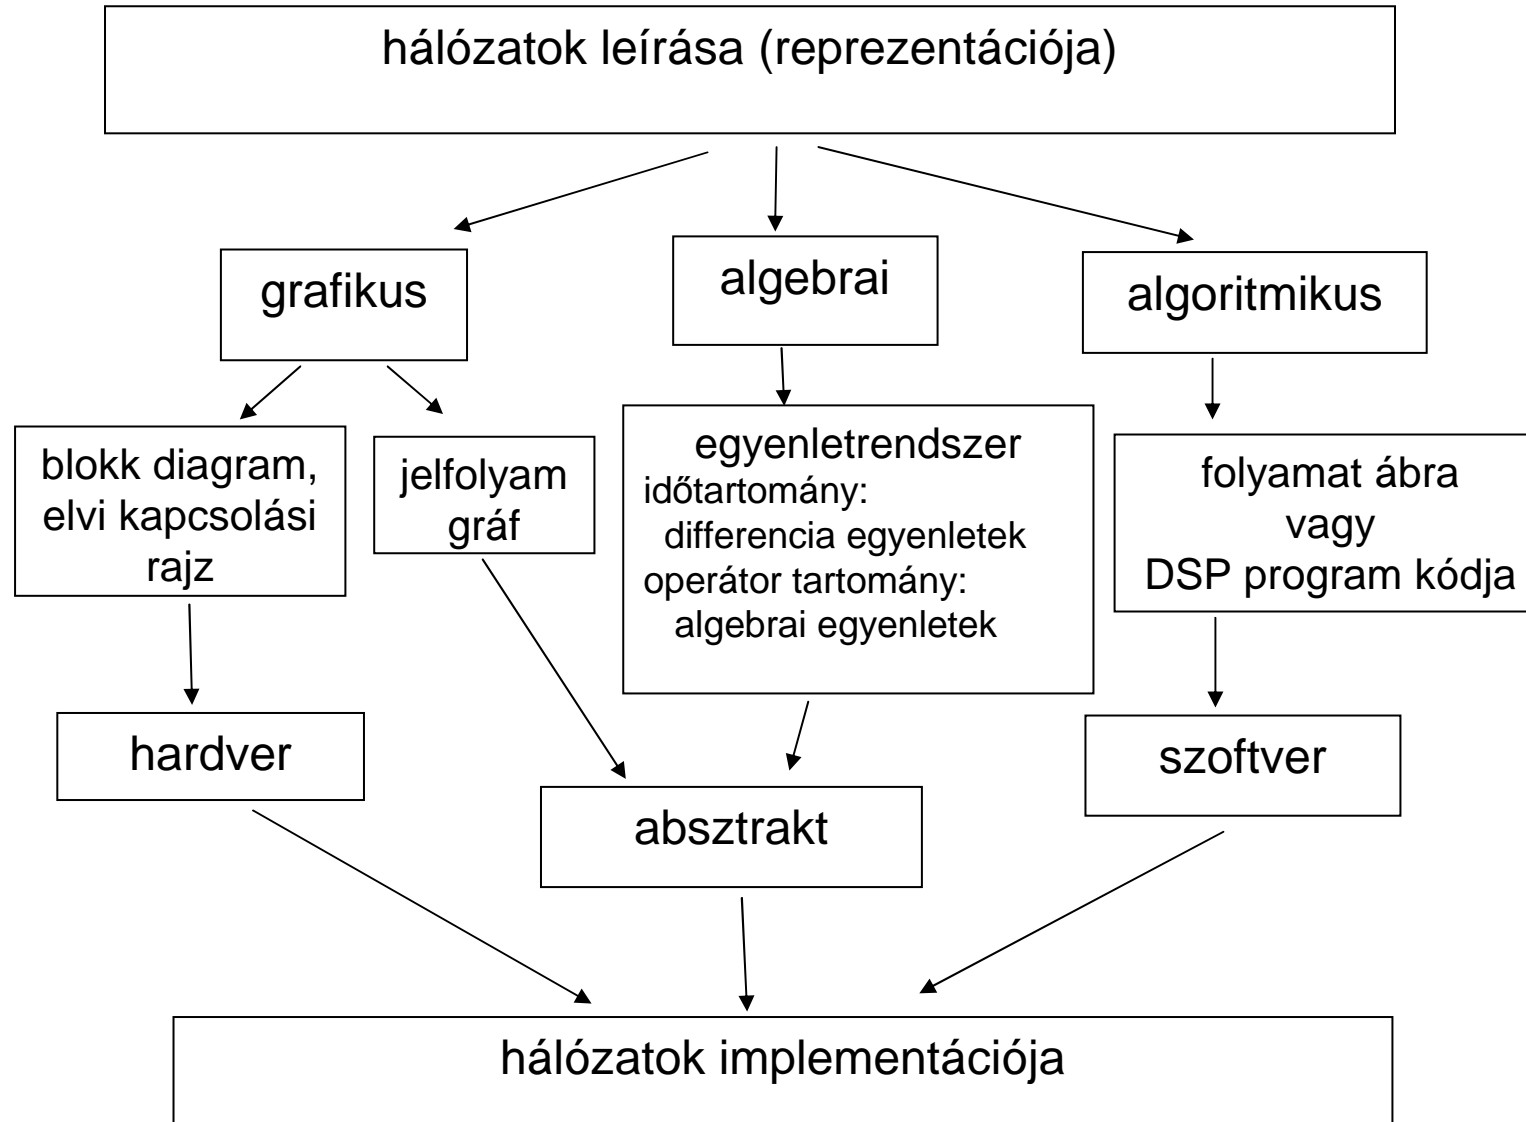 hálózatok leírása (reprezentációja)
grafikus
algebrai
algoritmikus
blokk diagram,
elvi kapcsolási
rajz
jelfolyam
gráf
egyenletrendszer
időtartomány:
differencia egyenletek
operátor tartomány:
algebrai egyenletek
folyamat ábra
vagy
DSP program kódja
hardver
absztrakt
szoftver
hálózatok implementációja